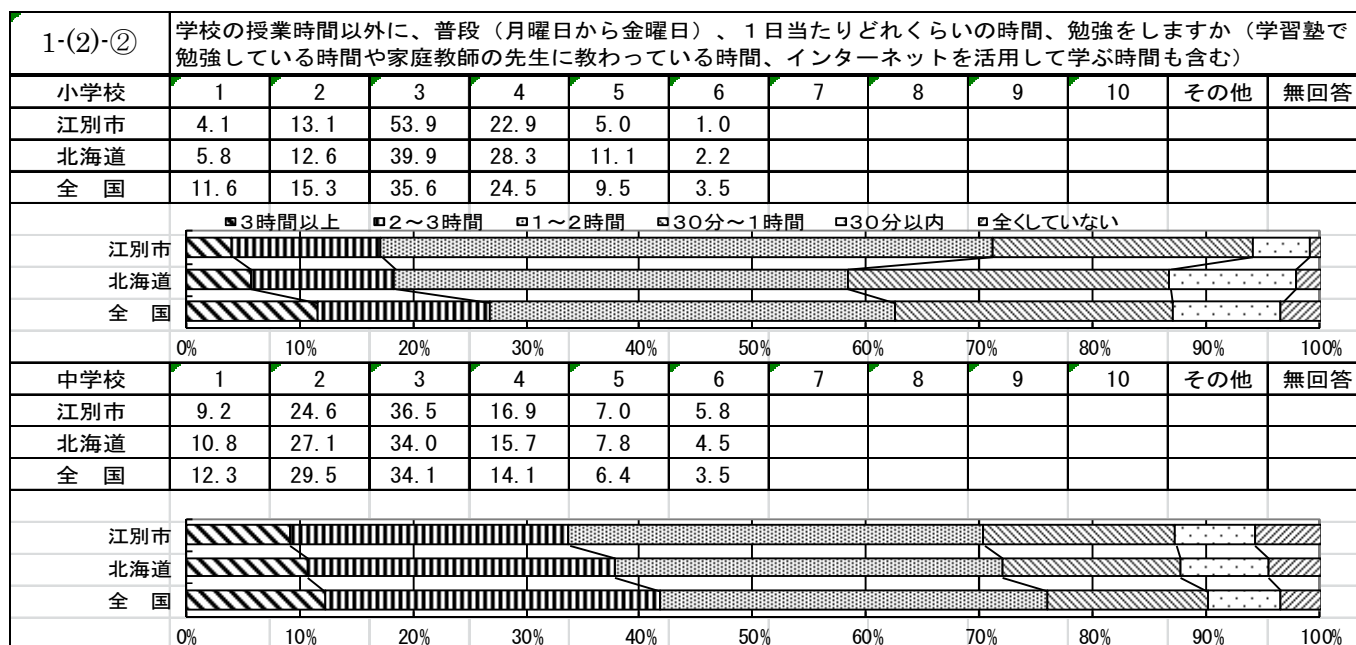 1-(2)-②
学校の授業時間以外に、普段（月曜日から金曜日）、１日当たりどれくらいの時間、勉強をしますか（学習塾で
勉強している時間や家庭教師の先生に教わっている時間、インターネットを活用して学ぶ時間も含む）
小学校 1 2 3 4 5 6 7 8 9 10 その他 無回答
江別市 4.1 13.1 53.9 22.9 5.0 1.0
北海道 5.8 12.6 39.9 28.3 11.1 2.2
全　国 11.6 15.3 35.6 24.5 9.5 3.5
３時間以上 ２～３時間 １～２時間 ３０分～１時間 ３０分以内 全くしていない
江別市
北海道
全　国
0% 10% 20% 30% 40% 50% 60% 70% 80% 90% 100%
中学校 1 2 3 4 5 6 7 8 9 10 その他 無回答
江別市 9.2 24.6 36.5 16.9 7.0 5.8
北海道 10.8 27.1 34.0 15.7 7.8 4.5
全　国 12.3 29.5 34.1 14.1 6.4 3.5
江別市
北海道
全　国
0% 10% 20% 30% 40% 50% 60% 70% 80% 90% 100%